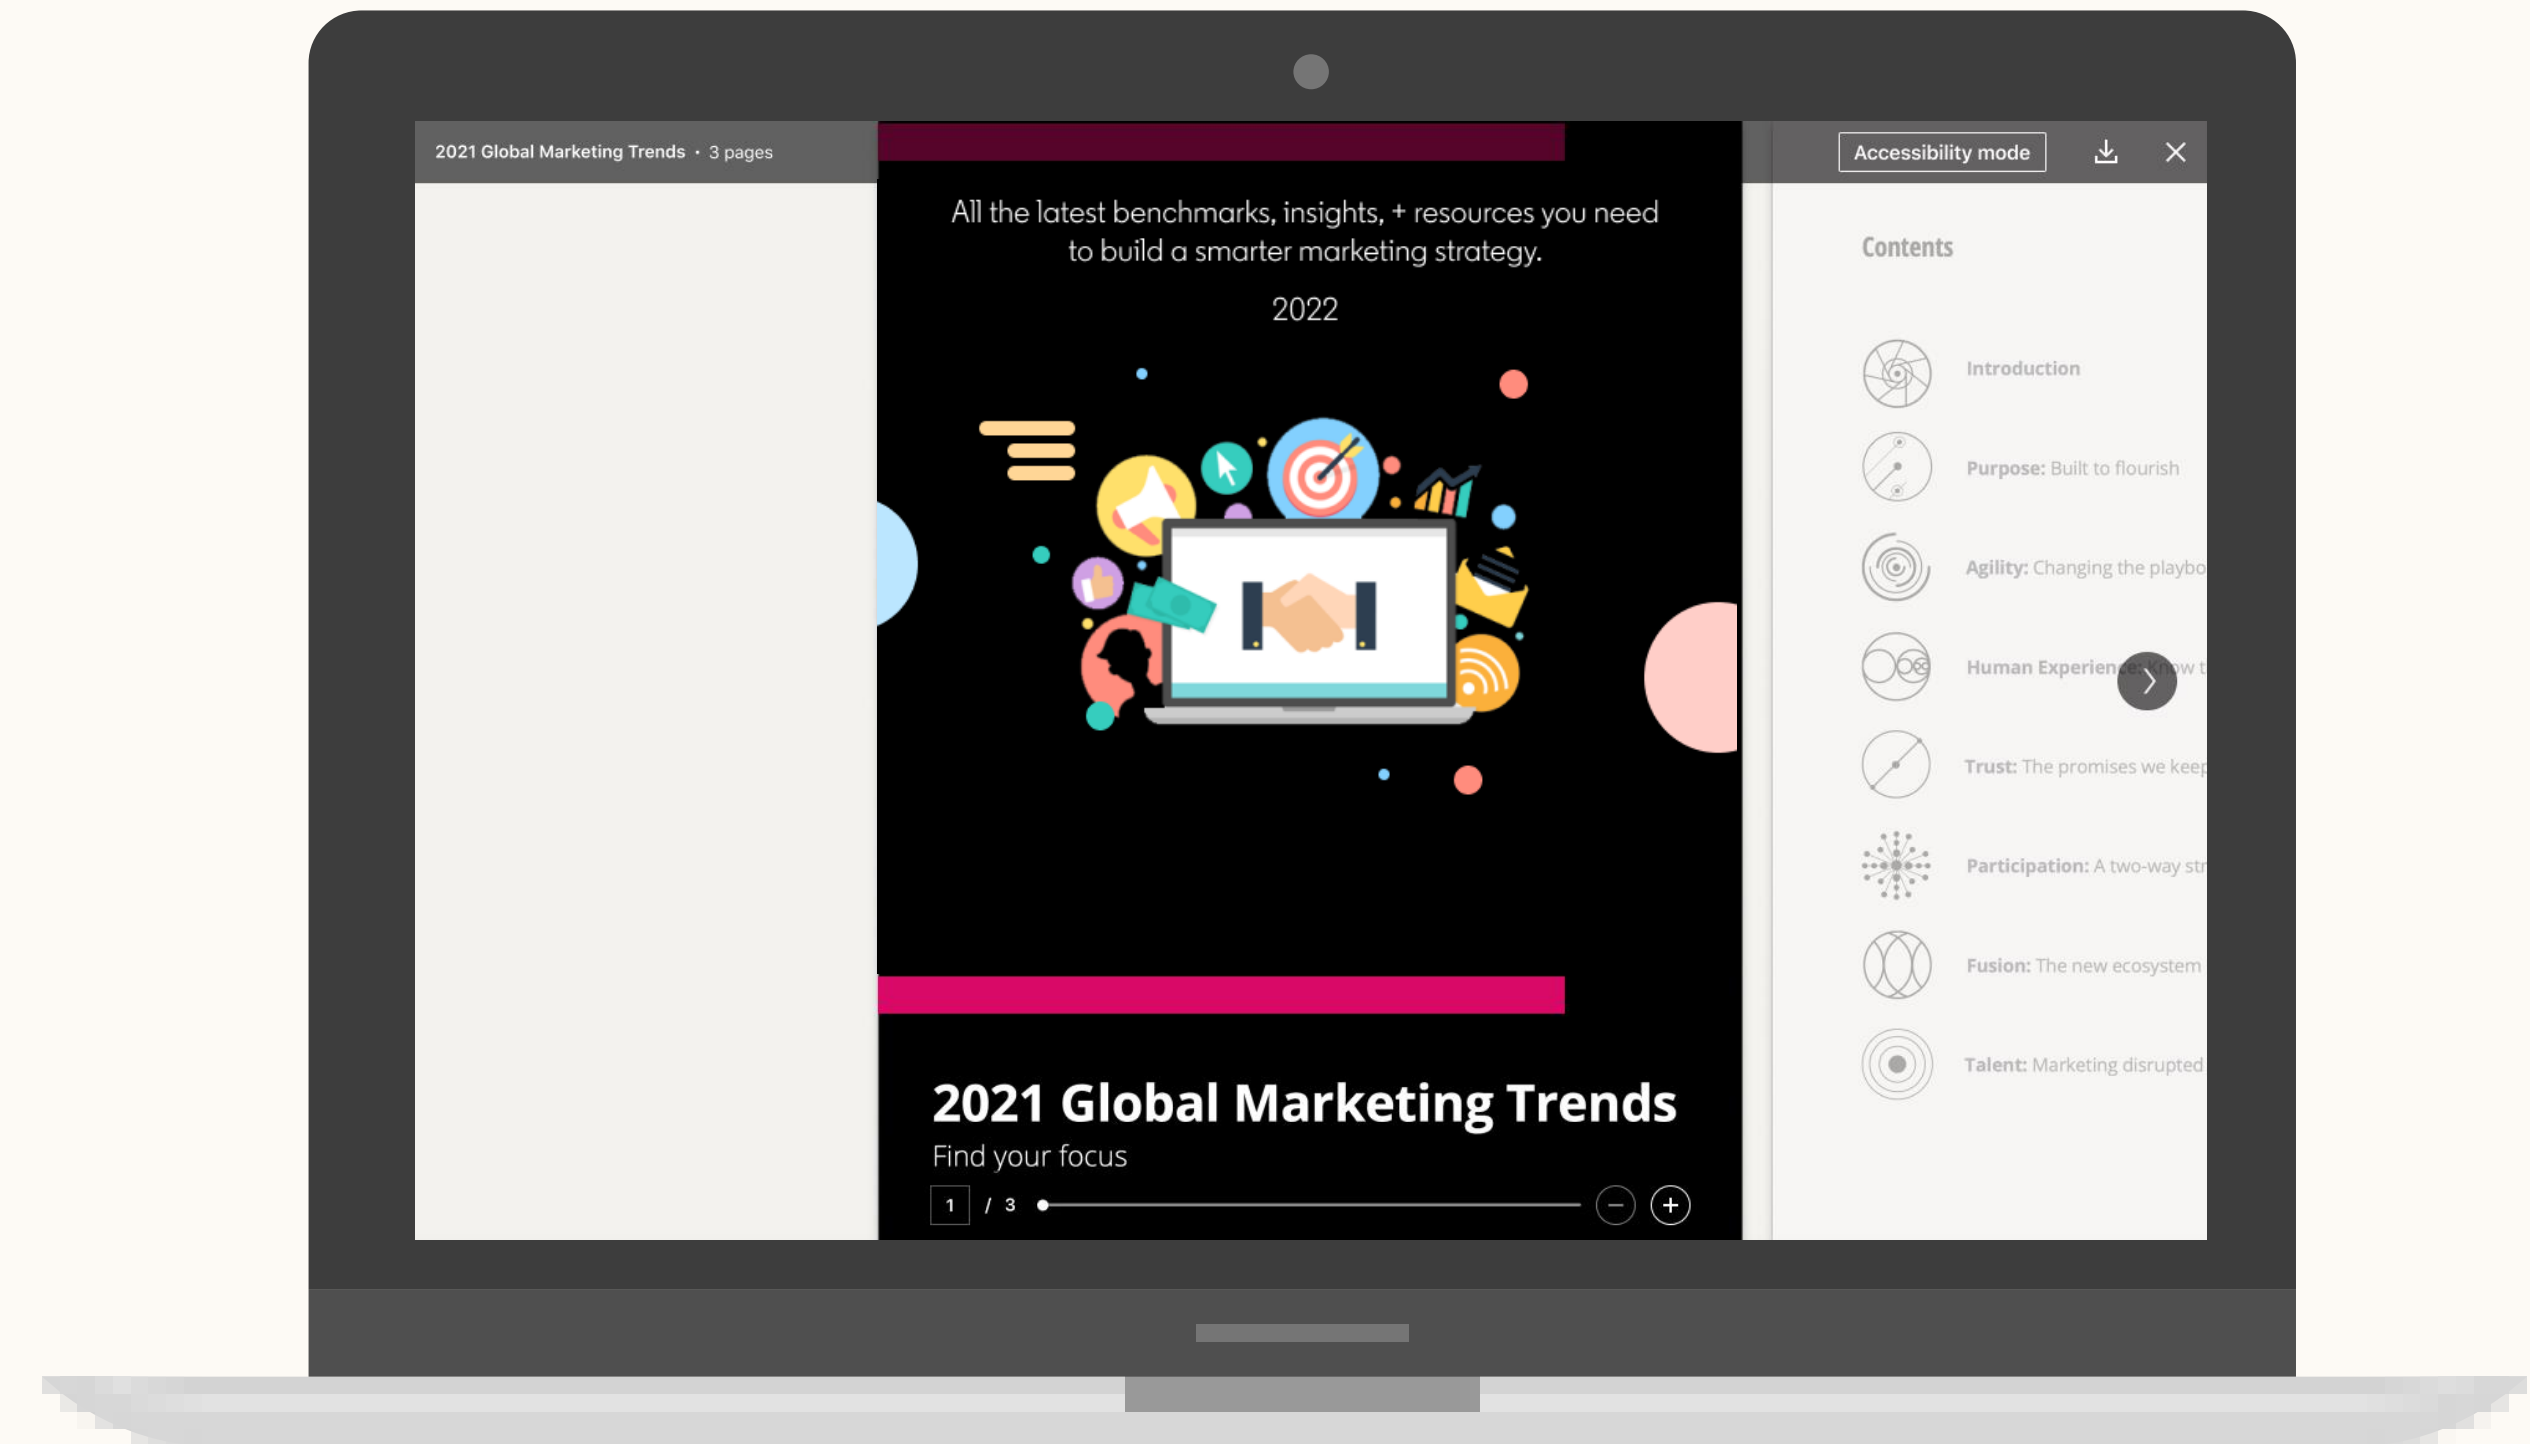 2021 Global Marketing Trends • 3 pages
Accessibility mode
All the latest benchmarks, insights, + resources you need
to build a smarter marketing strategy.
2022
2021 Global Marketing Trends
Find your focus
1 / 3
Contents
Introduction
Purpose: Built to flourish
Agility: Changing the playbo
Human Experience: Know t
Trust: The promises we keep
Participation: A two-way str
Fusion: The new ecosystem
Talent: Marketing disrupted